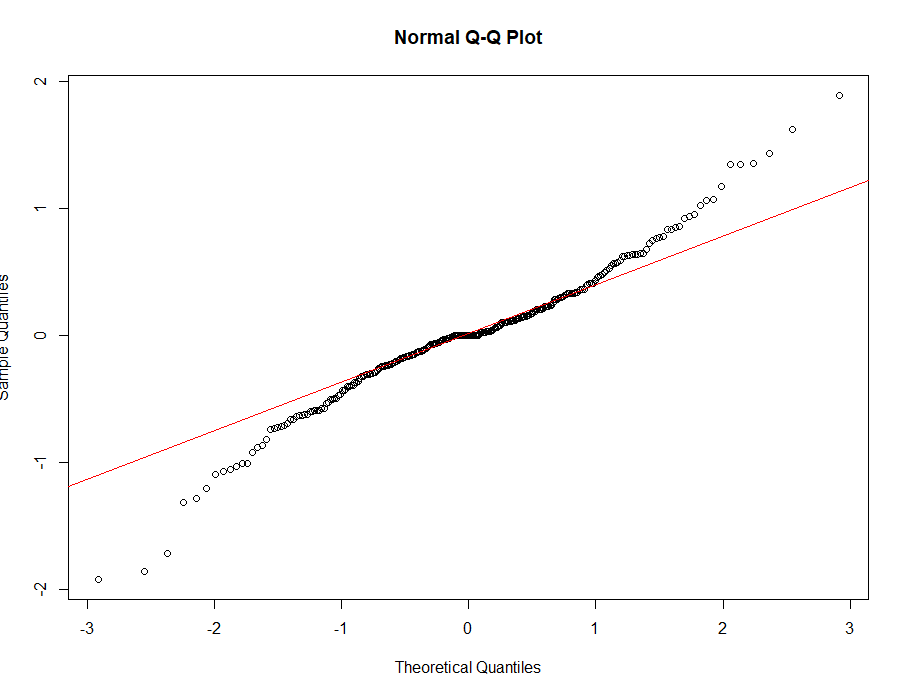 Normal Q-Q Plot
2
1
0
-1
-2
Sample Quantiles
-3 -2 -1 0 1 2 3
Theoretical Quantiles